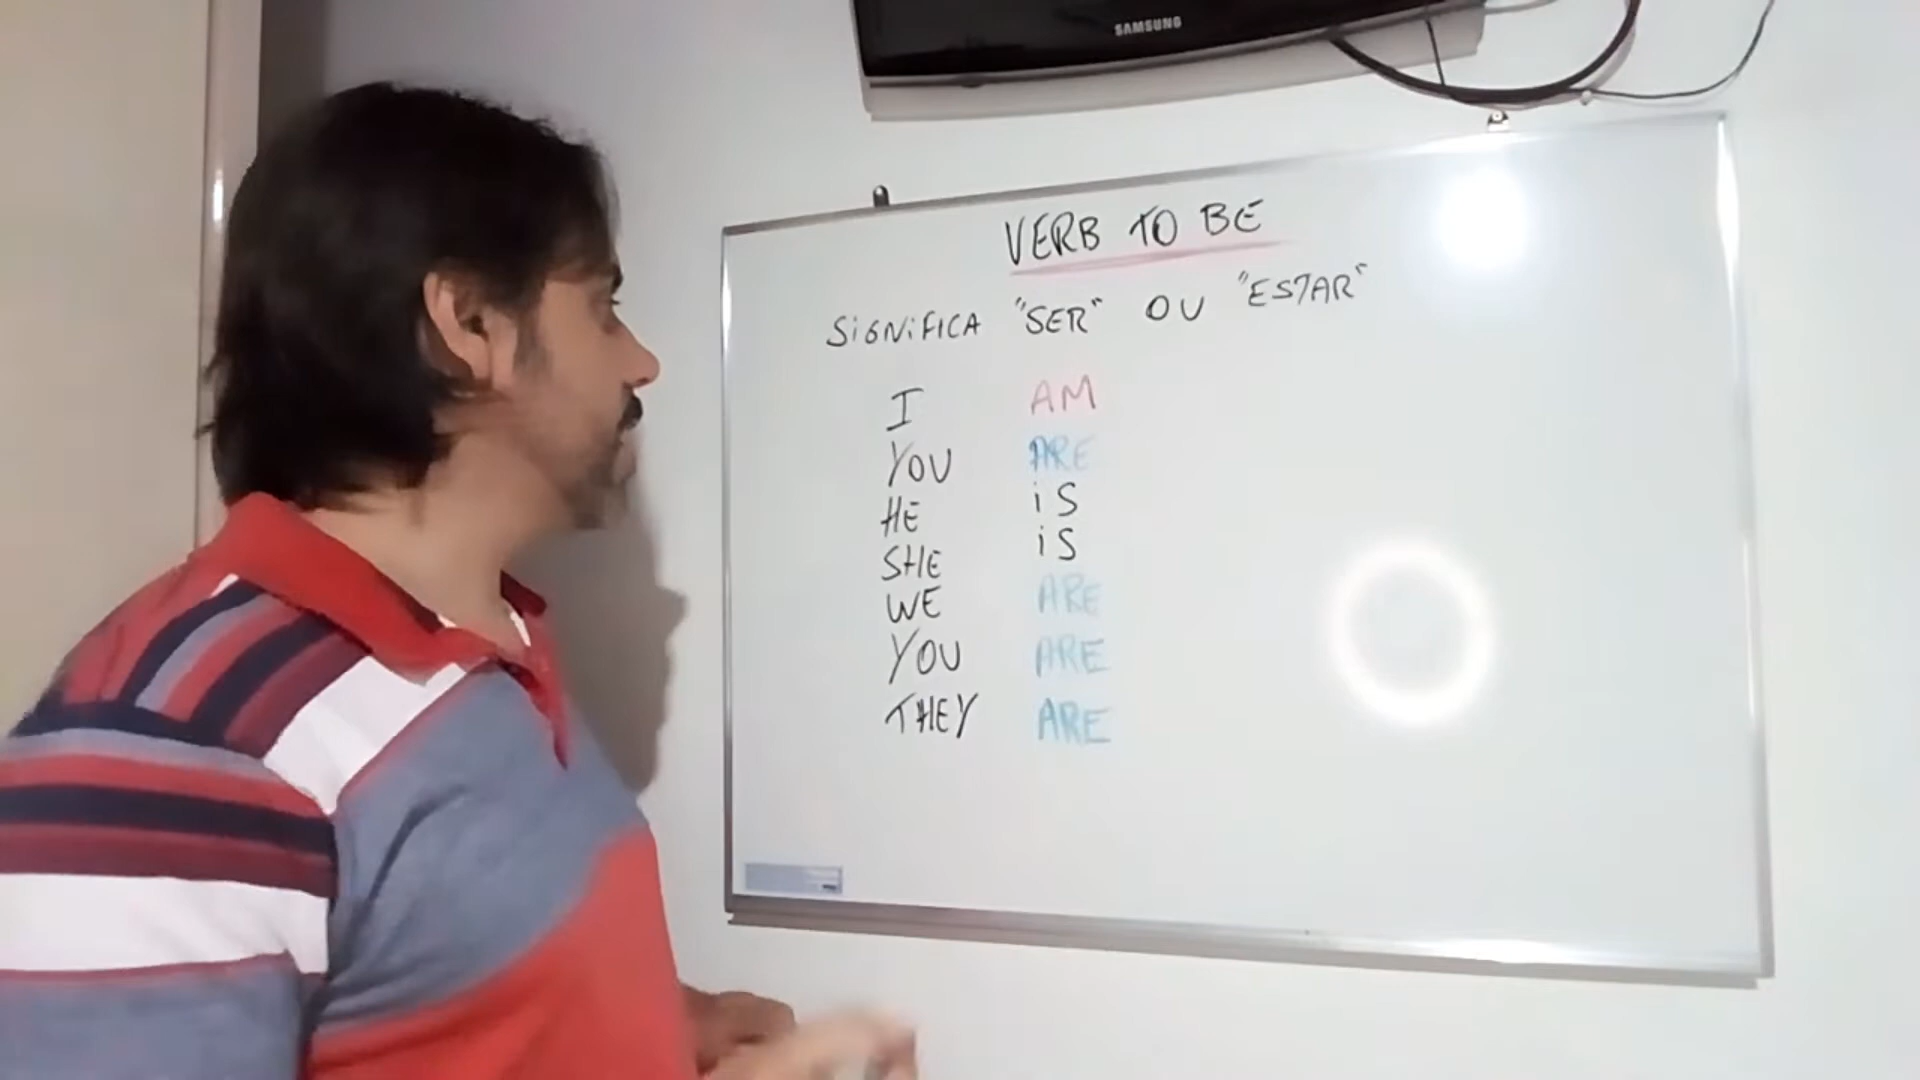 SAMSUNG
VERB TO BE
SiGNiFiCA "SER" OU "ESTAR"
I AM
YOU ARE
HE iS
SHE iS
WE ARE
YOU ARE
THEY ARE